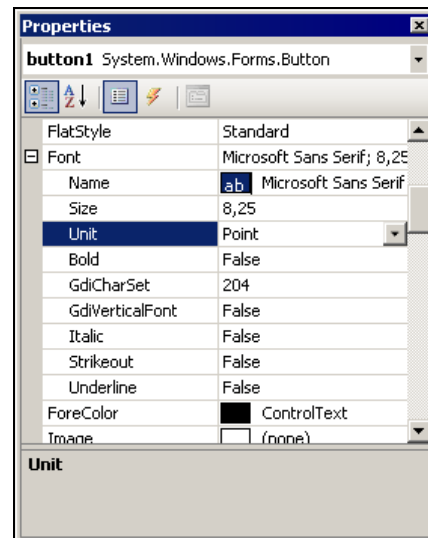 Properties
button1 System.Windows.Forms.Button
FlatStyle Standard
Font Microsoft Sans Serif; 8,25
Name ab Microsoft Sans Serif
Size 8,25
Unit Point
Bold False
GdiCharSet 204
GdiVerticalFont False
Italic False
Strikeout False
Underline False
ForeColor ControlText
Image (none)
Unit